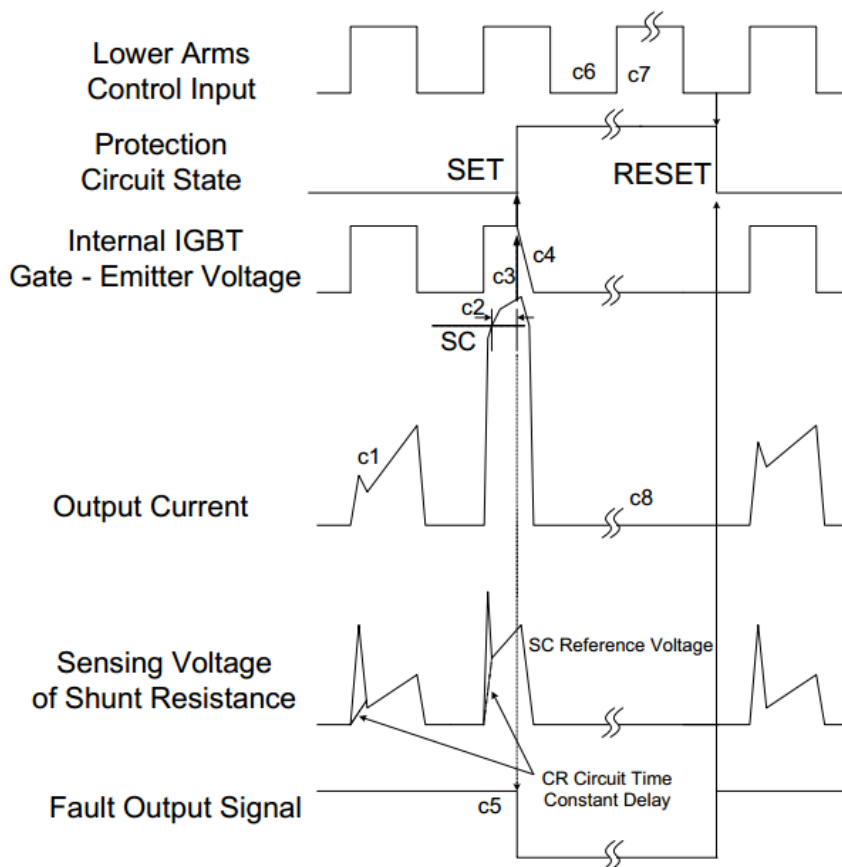 Lower Arms
Control Input
c6
c7
Protection
Circuit State
SET
RESET
Internal IGBT
Gate - Emitter Voltage
c3
c4
c2
SC
c1
Output Current
c8
SC Reference Voltage
Sensing Voltage
of Shunt Resistance
CR Circuit Time
Constant Delay
Fault Output Signal
c5